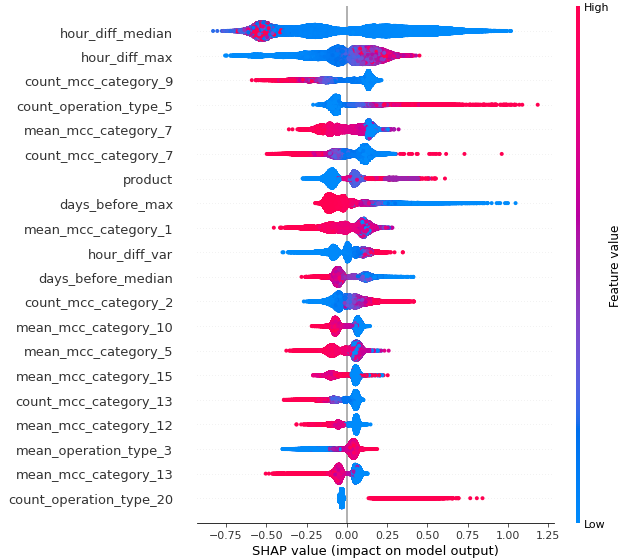 High
hour_diff_median
hour_diff_max
count_mcc_category_9
count_operation_type_5
mean_mcc_category_7
count_mcc_category_7
product
days_before_max
mean_mcc_category_1
hour_diff_var
days_before_median
count_mcc_category_2
mean_mcc_category_10
mean_mcc_category_5
mean_mcc_category_15
count_mcc_category_13
mean_mcc_category_12
mean_operation_type_3
mean_mcc_category_13
count_operation_type_20
Feature value
Low
−0.75 −0.50 −0.25 0.00 0.25 0.50 0.75 1.00 1.25
SHAP value (impact on model output)